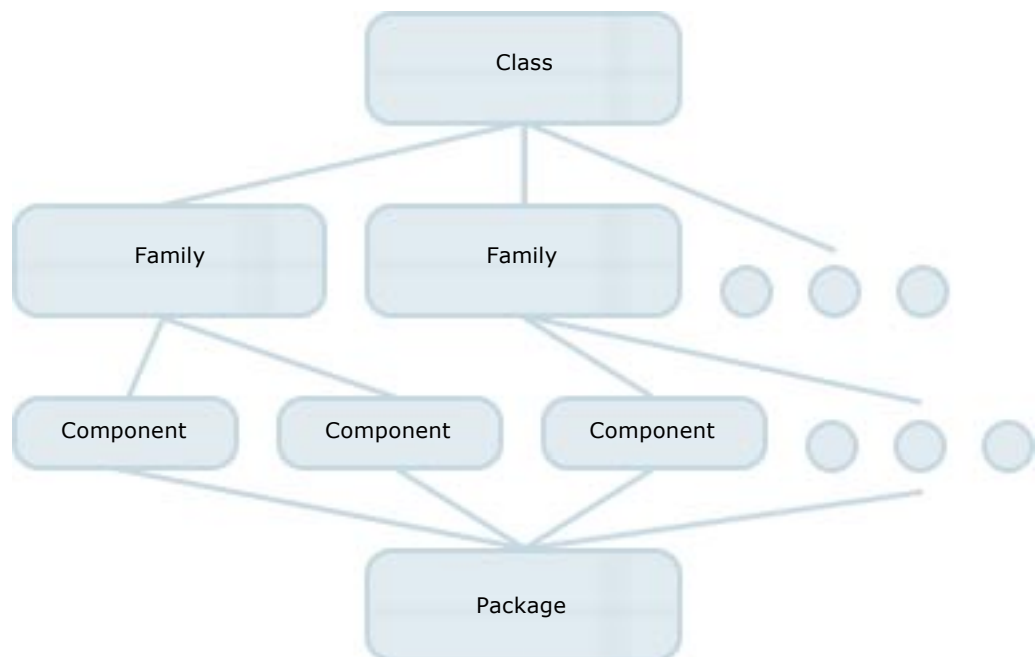 Class
Family
Family
Component
Component
Component
Package